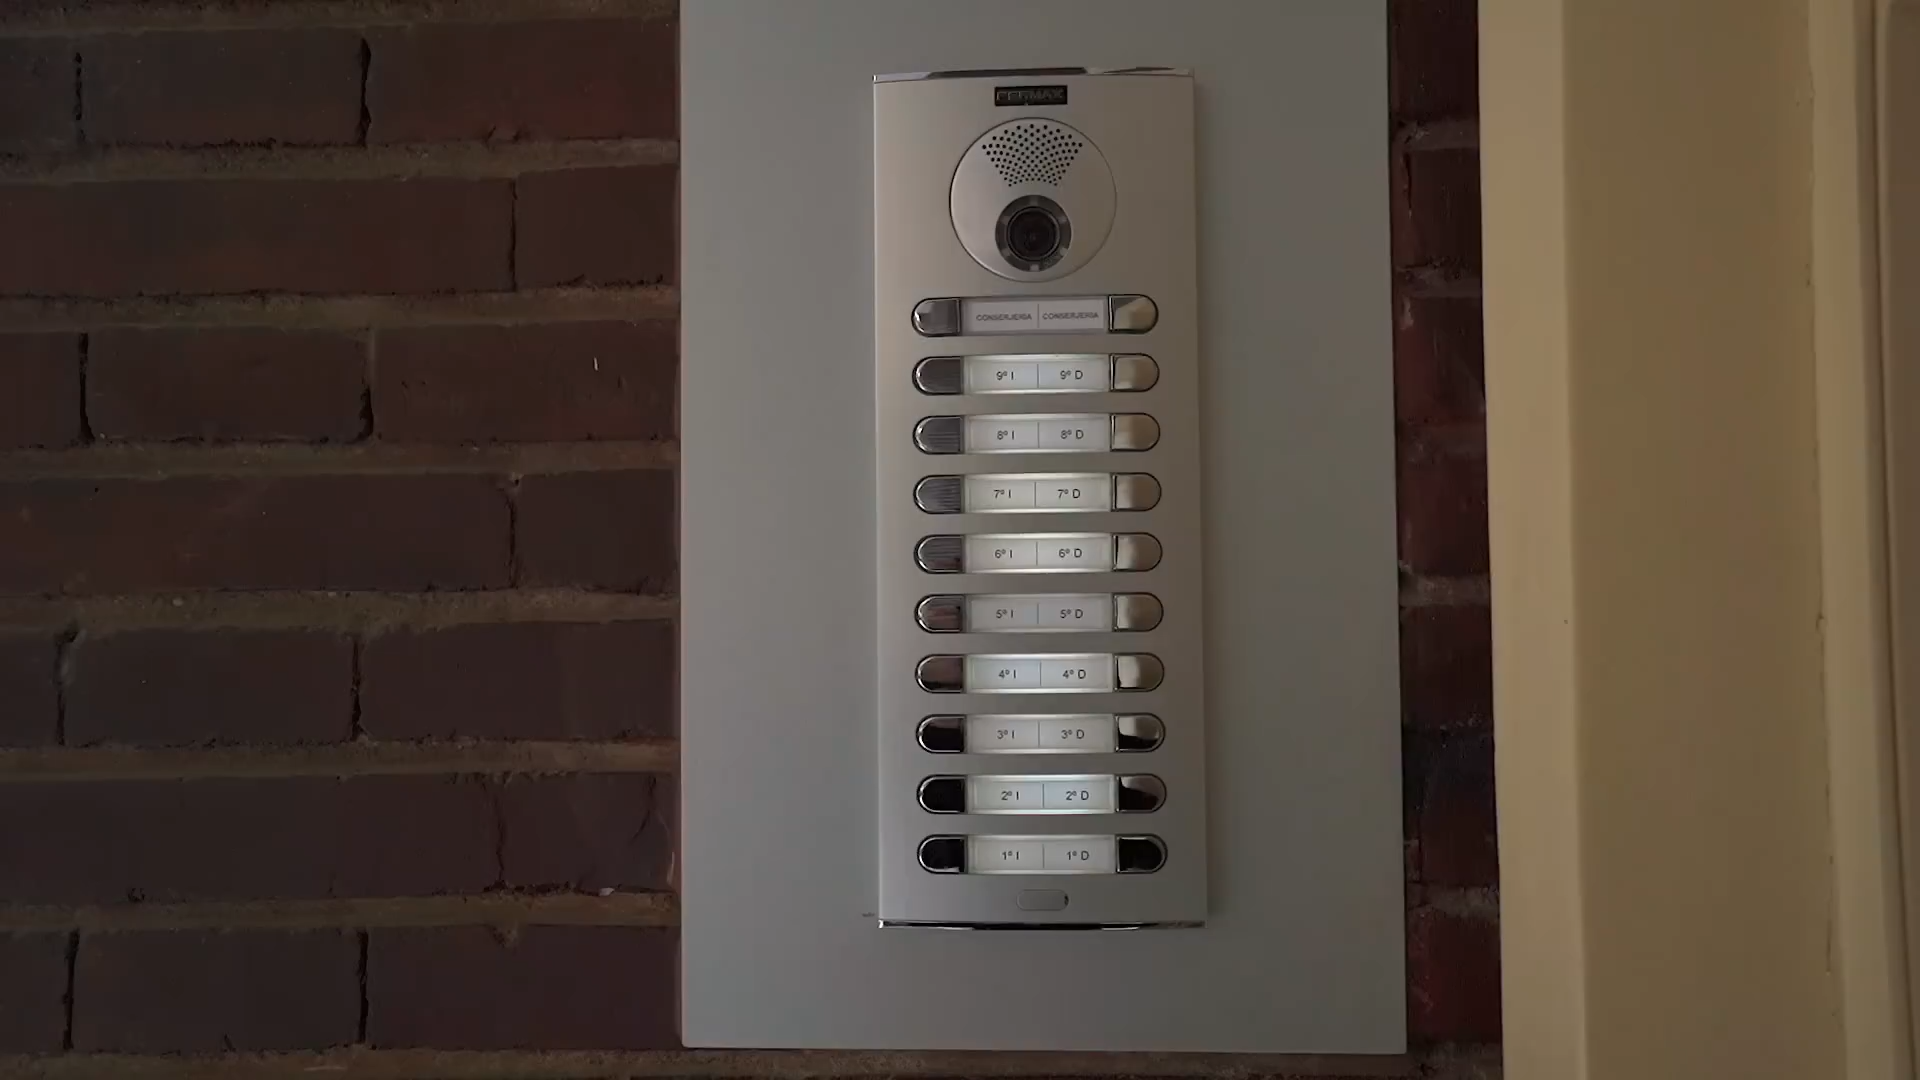 FERMAX
CONSERJERIA CONSERJERIA
9º I 9º D
8º I 8º D
7º I 7º D
6º I 6º D
5º I 5º D
4º I 4º D
3º I 3º D
2º I 2º D
1º I 1º D